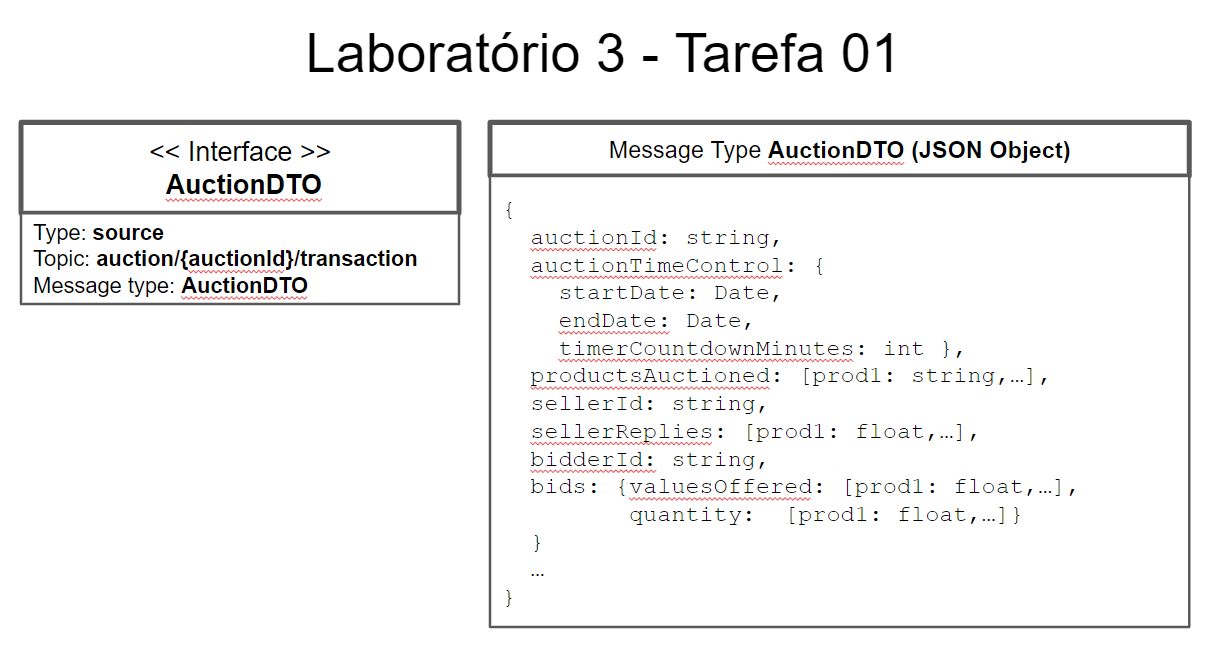 Laboratório 3 - Tarefa 01
<< Interface >>
AuctionDTO
Type: source
Topic: auction/{auctionId}/transaction
Message type: AuctionDTO
Message Type AuctionDTO (JSON Object)
{
auctionId: string,
auctionTimeControl: {
startDate: Date,
endDate: Date,
timerCountdownMinutes: int },
productsAuctioned: [prod1: string,…],
sellerId: string,
sellerReplies: [prod1: float,…],
bidderId: string,
bids: {valuesOffered: [prod1: float,…],
quantity: [prod1: float,…]}
}
…
}